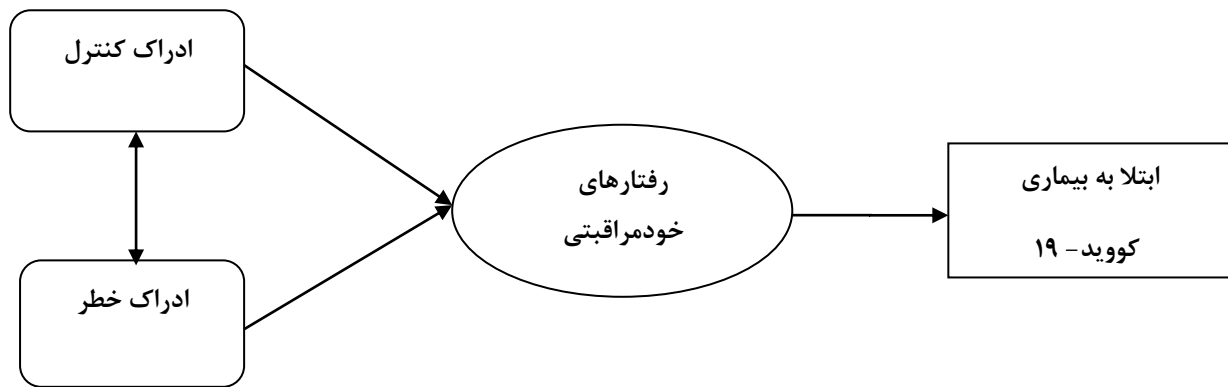 ادراک کنترل
ادراک خطر
رفتارهای
خودمراقبتی
ابتلا به بیماری
کووید- ۱۹